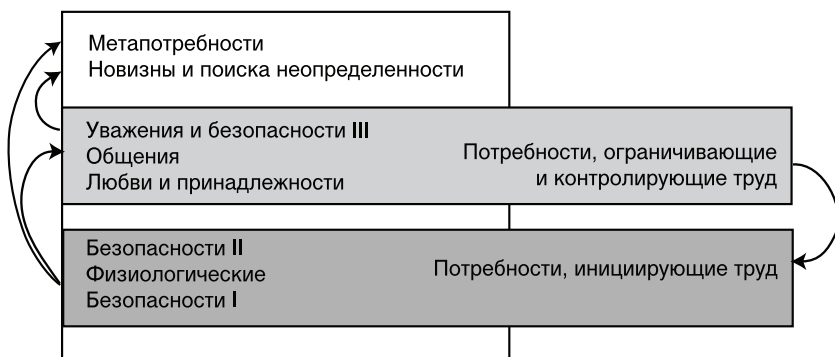 Метапотребности
Новизны и поиска неопределенности
Уважения и безопасности III
Общения
Любви и принадлежности
Потребности, ограничивающие
и контролирующие труд
Безопасности II
Физиологические
Безопасности I
Потребности, инициирующие труд